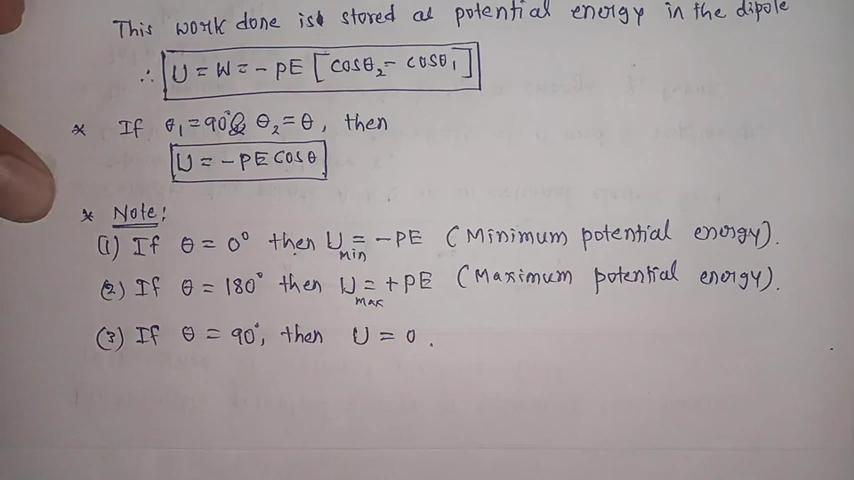 This work done is stored as potential energy in the dipole
∴ U = W = - PE [cosθ₂ - cosθ₁]
* If θ₁ = 90° & θ₂ = θ, then
U = - PE cosθ
* Note:
(1) If θ = 0° then U_Min = - PE (Minimum potential energy).
(2) If θ = 180° then U_max = + PE (Maximum potential energy).
(3) If θ = 90°, then U = 0.